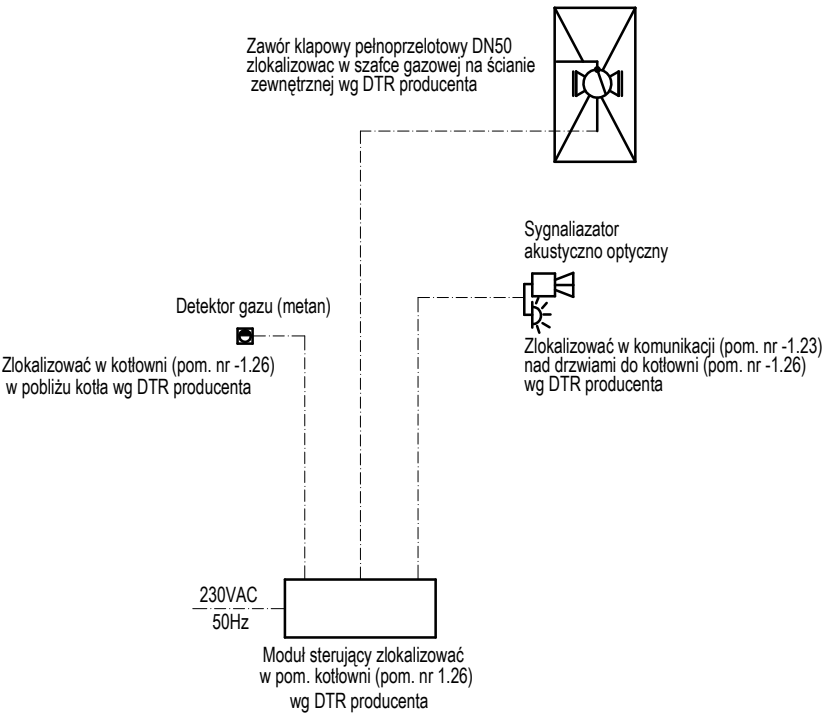 Zawór klapowy pełnoprzelotowy DN50
zlokalizowac w szafce gazowej na ścianie
zewnętrznej wg DTR producenta
Sygnaliazator
akustyczno optyczny
Detektor gazu (metan)
Zlokalizować w kotłowni (pom. nr -1.26)
w pobliżu kotła wg DTR producenta
Zlokalizować w komunikacji (pom. nr -1.23)
nad drzwiami do kotłowni (pom. nr -1.26)
wg DTR producenta
230VAC
50Hz
Moduł sterujący zlokalizować
w pom. kotłowni (pom. nr 1.26)
wg DTR producenta